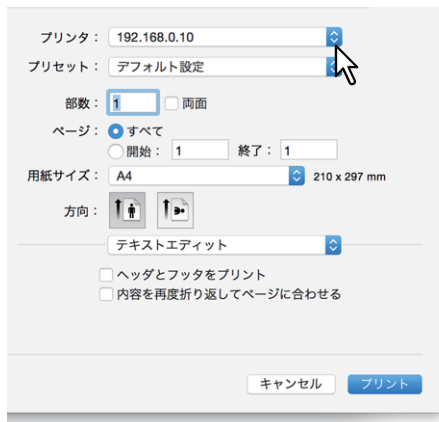 プリンタ： 192.168.0.10
プリセット： デフォルト設定
部数： 1 両面
ページ： すべて
開始： 1 終了： 1
用紙サイズ： A4 210 x 297 mm
方向：
テキストエディット
ヘッダとフッタをプリント
内容を再度折り返してページに合わせる
キャンセル プリント